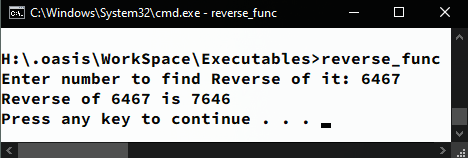 C:\Windows\System32\cmd.exe - reverse_func
H:\.oasis\WorkSpace\Executables>reverse_func
Enter number to find Reverse of it: 6467
Reverse of 6467 is 7646
Press any key to continue . . .